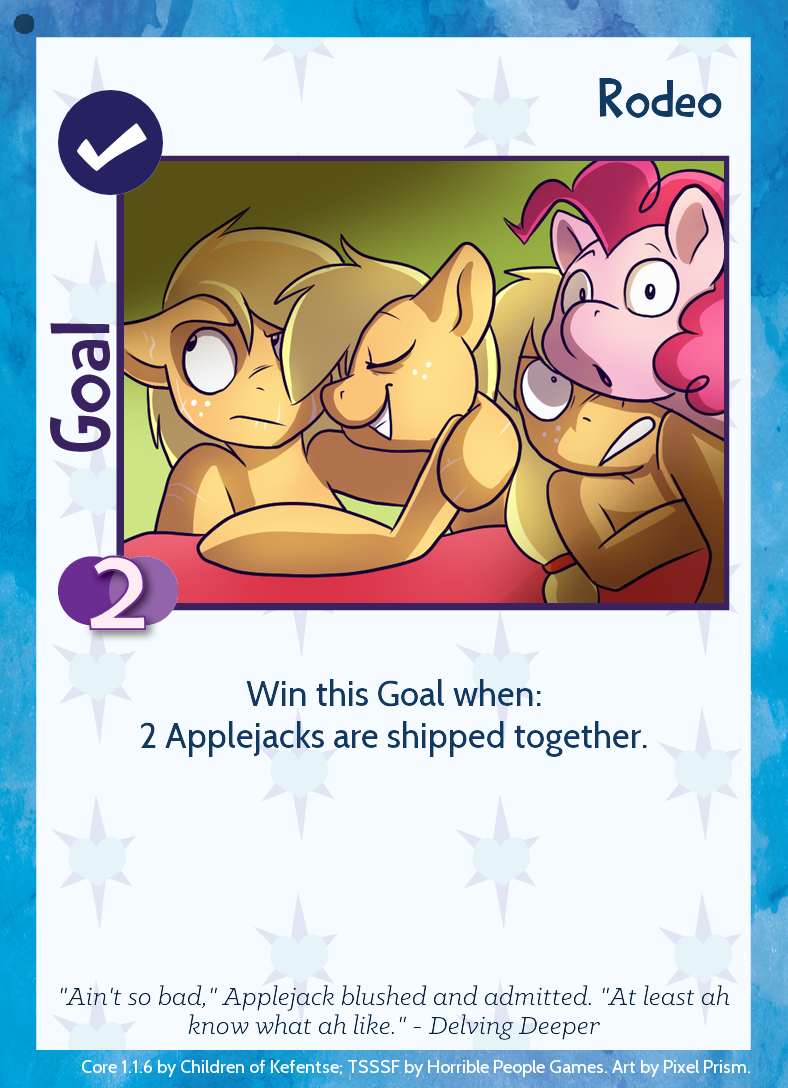 Rodeo
Goal
2
Win this Goal when:
2 Applejacks are shipped together.
"Ain't so bad," Applejack blushed and admitted. "At least ah
know what ah like." - Delving Deeper
Core 1.1.6 by Children of Kefentse; TSSSF by Horrible People Games. Art by Pixel Prism.